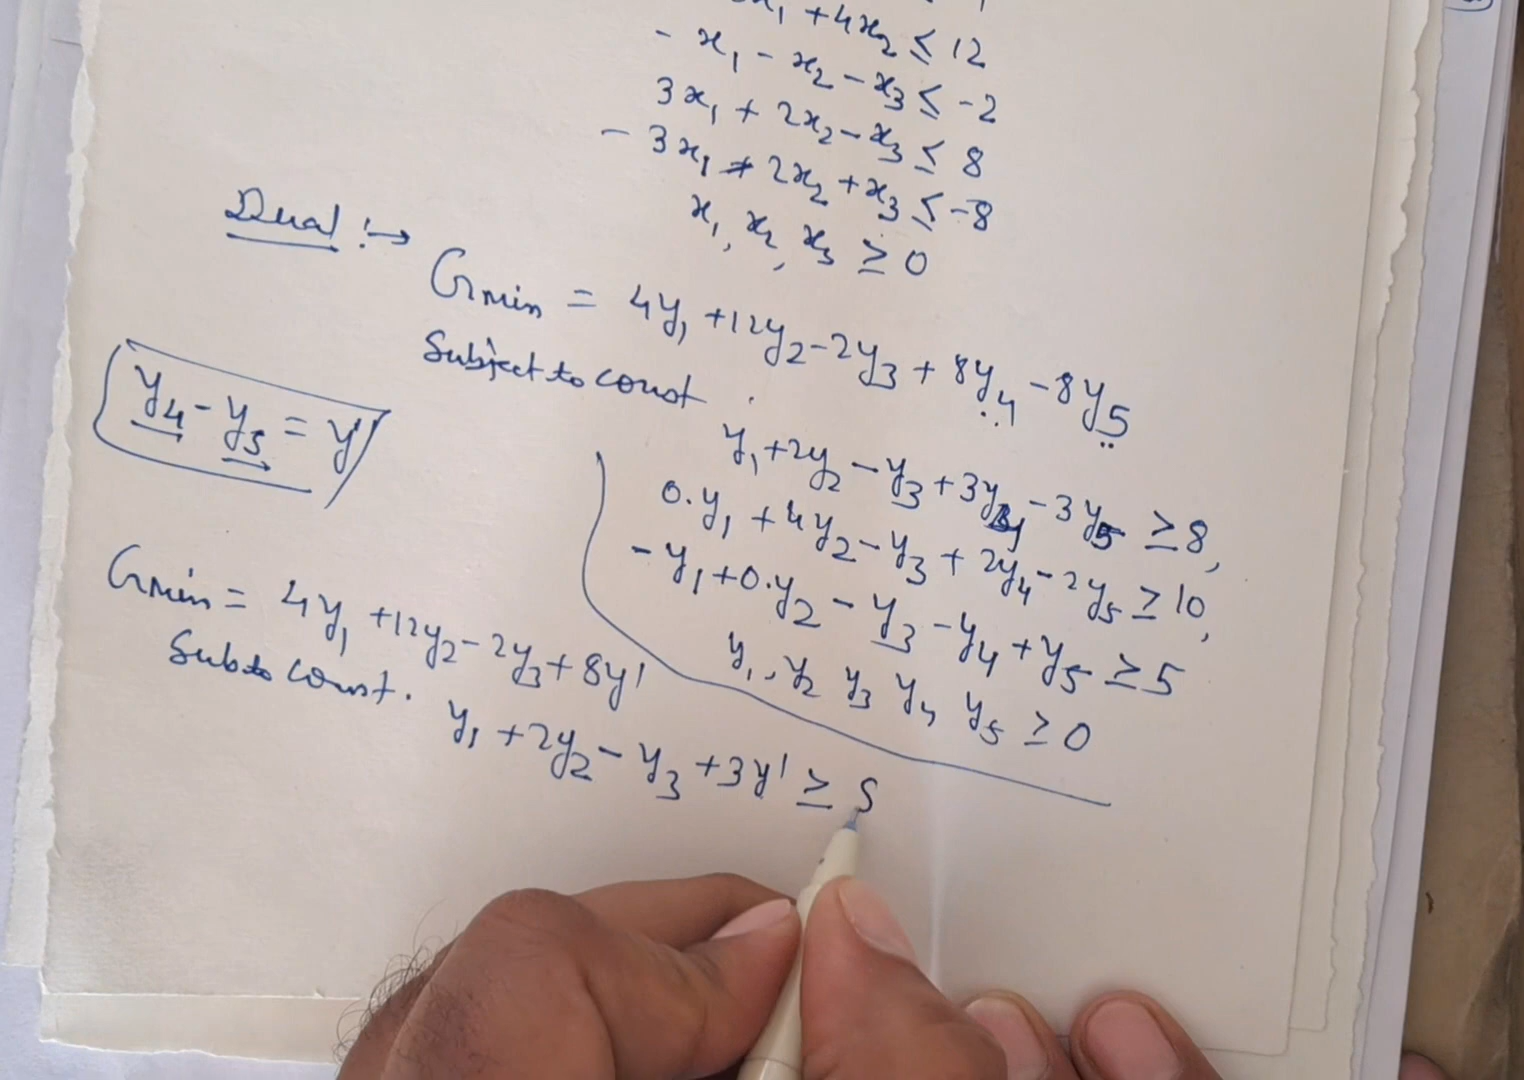 x₁ + 4x₂ ≤ 12
- x₁ - x₂ - x₃ ≤ -2
3x₁ + 2x₂ - x₃ ≤ 8
- 3x₁ + 2x₂ + x₃ ≤ -8
x₁, x₂, x₃ ≥ 0
Dual :→
Gmin = 4y₁ + 12y₂ - 2y₃ + 8y₄ - 8y₅
Subject to const.
y₁ + 2y₂ - y₃ + 3y₄ - 3y₅ ≥ 8,
0.y₁ + 4y₂ - y₃ + 2y₄ - 2y₅ ≥ 10,
- y₁ + 0.y₂ - y₃ - y₄ + y₅ ≥ 5
y₁, y₂ y₃ y₄ y₅ ≥ 0
y₄ - y₅ = y'
Gmin = 4y₁ + 12y₂ - 2y₃ + 8y'
Sub to const.
y₁ + 2y₂ - y₃ + 3y' ≥